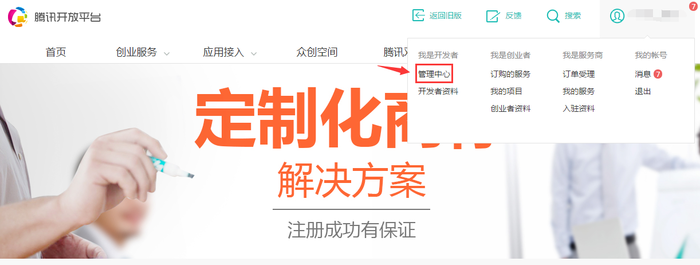 腾讯开放平台
返回旧版 反馈 搜索 7
首页 创业服务 应用接入 众创空间
我是开发者 我是创业者 我是服务商 我的帐号
管理中心 订购的服务 订单受理 消息 7
开发者资料 我的项目 我的服务 退出
创业者资料 入驻资料
定制化商
解决方案
注册成功有保证